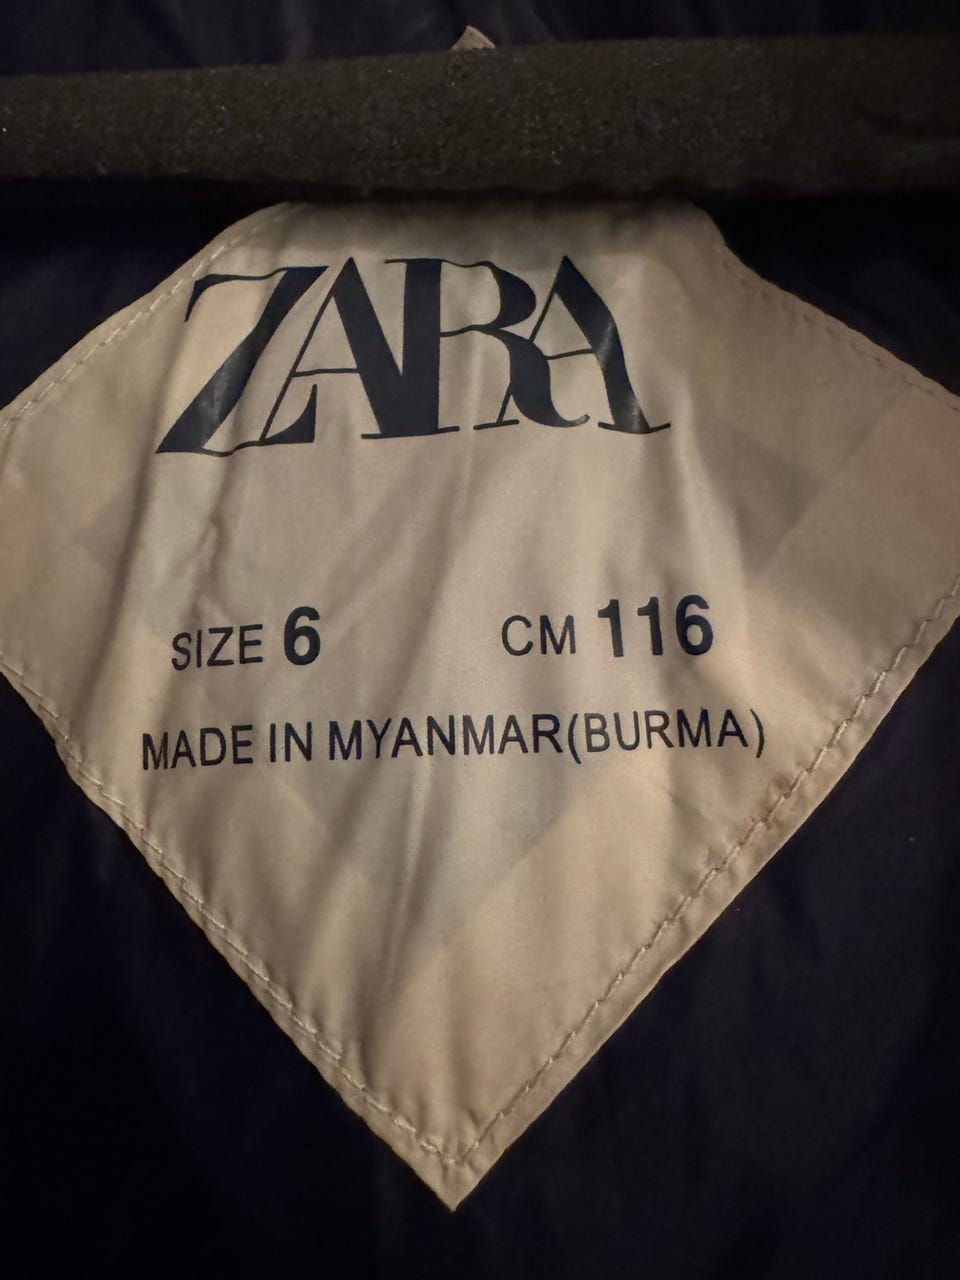 ZARA
SIZE 6 CM 116
MADE IN MYANMAR(BURMA)